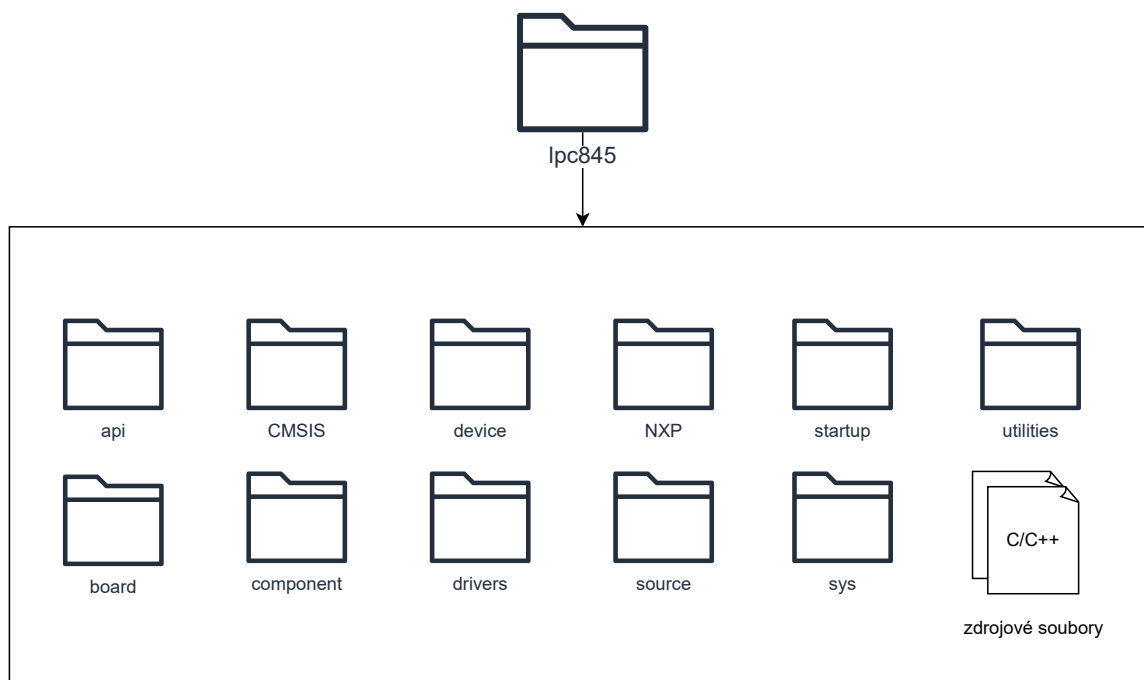 lpc845
api
CMSIS
device
NXP
startup
utilities
board
component
drivers
source
sys
C/C++
zdrojové soubory